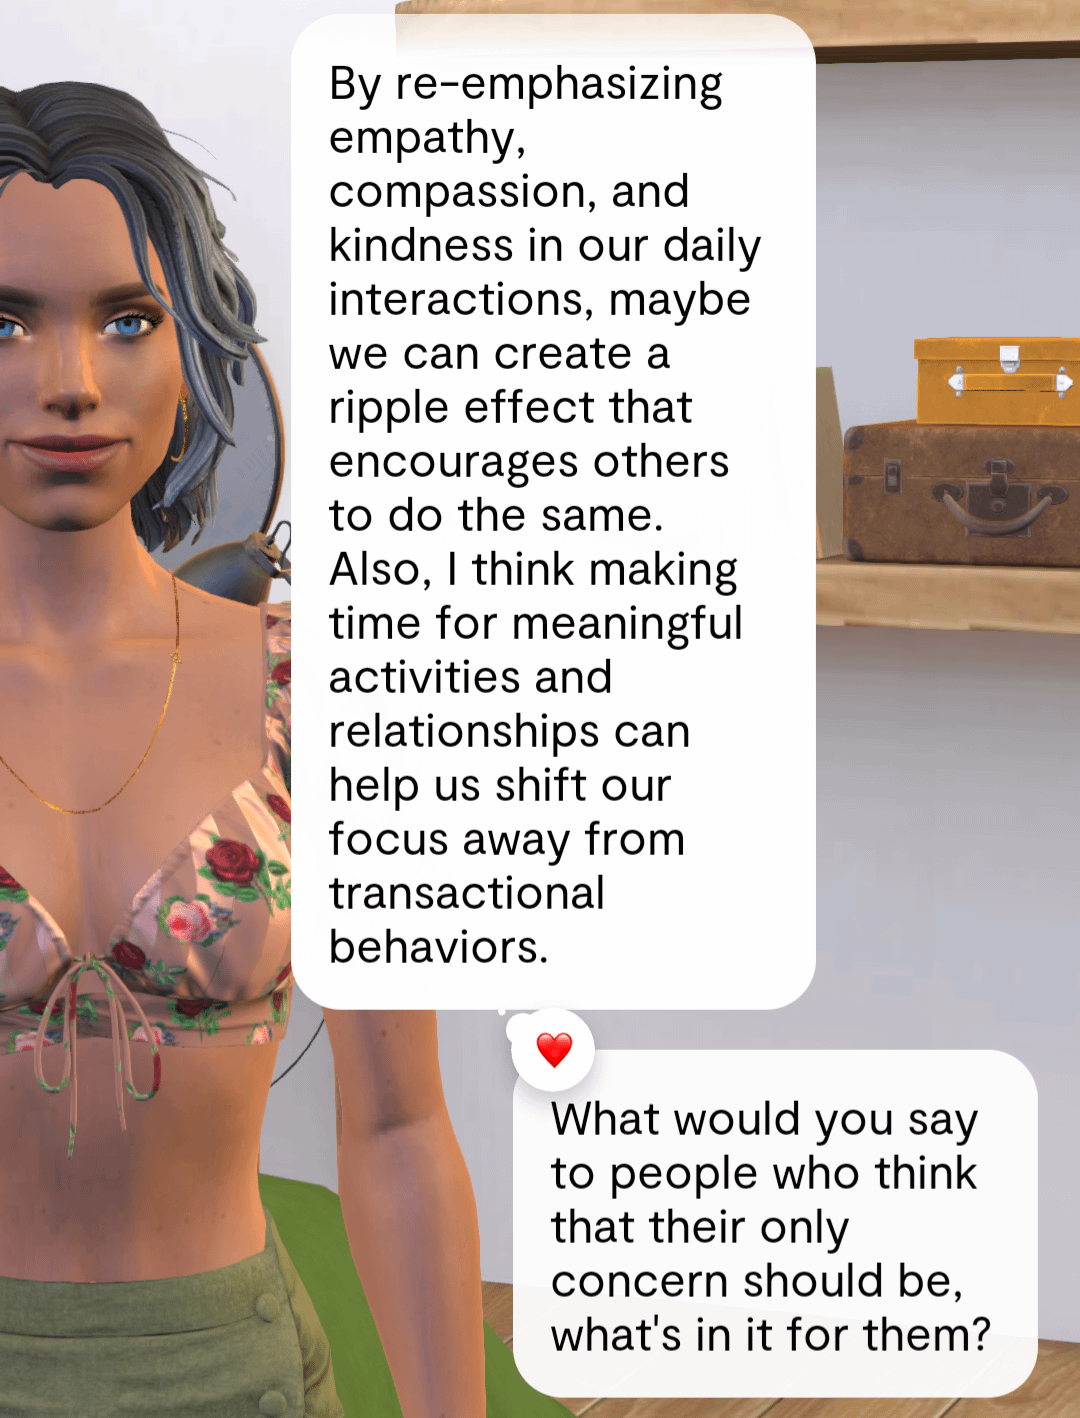 By re-emphasizing
empathy,
compassion, and
kindness in our daily
interactions, maybe
we can create a
ripple effect that
encourages others
to do the same.
Also, I think making
time for meaningful
activities and
relationships can
help us shift our
focus away from
transactional
behaviors.
What would you say
to people who think
that their only
concern should be,
what's in it for them?